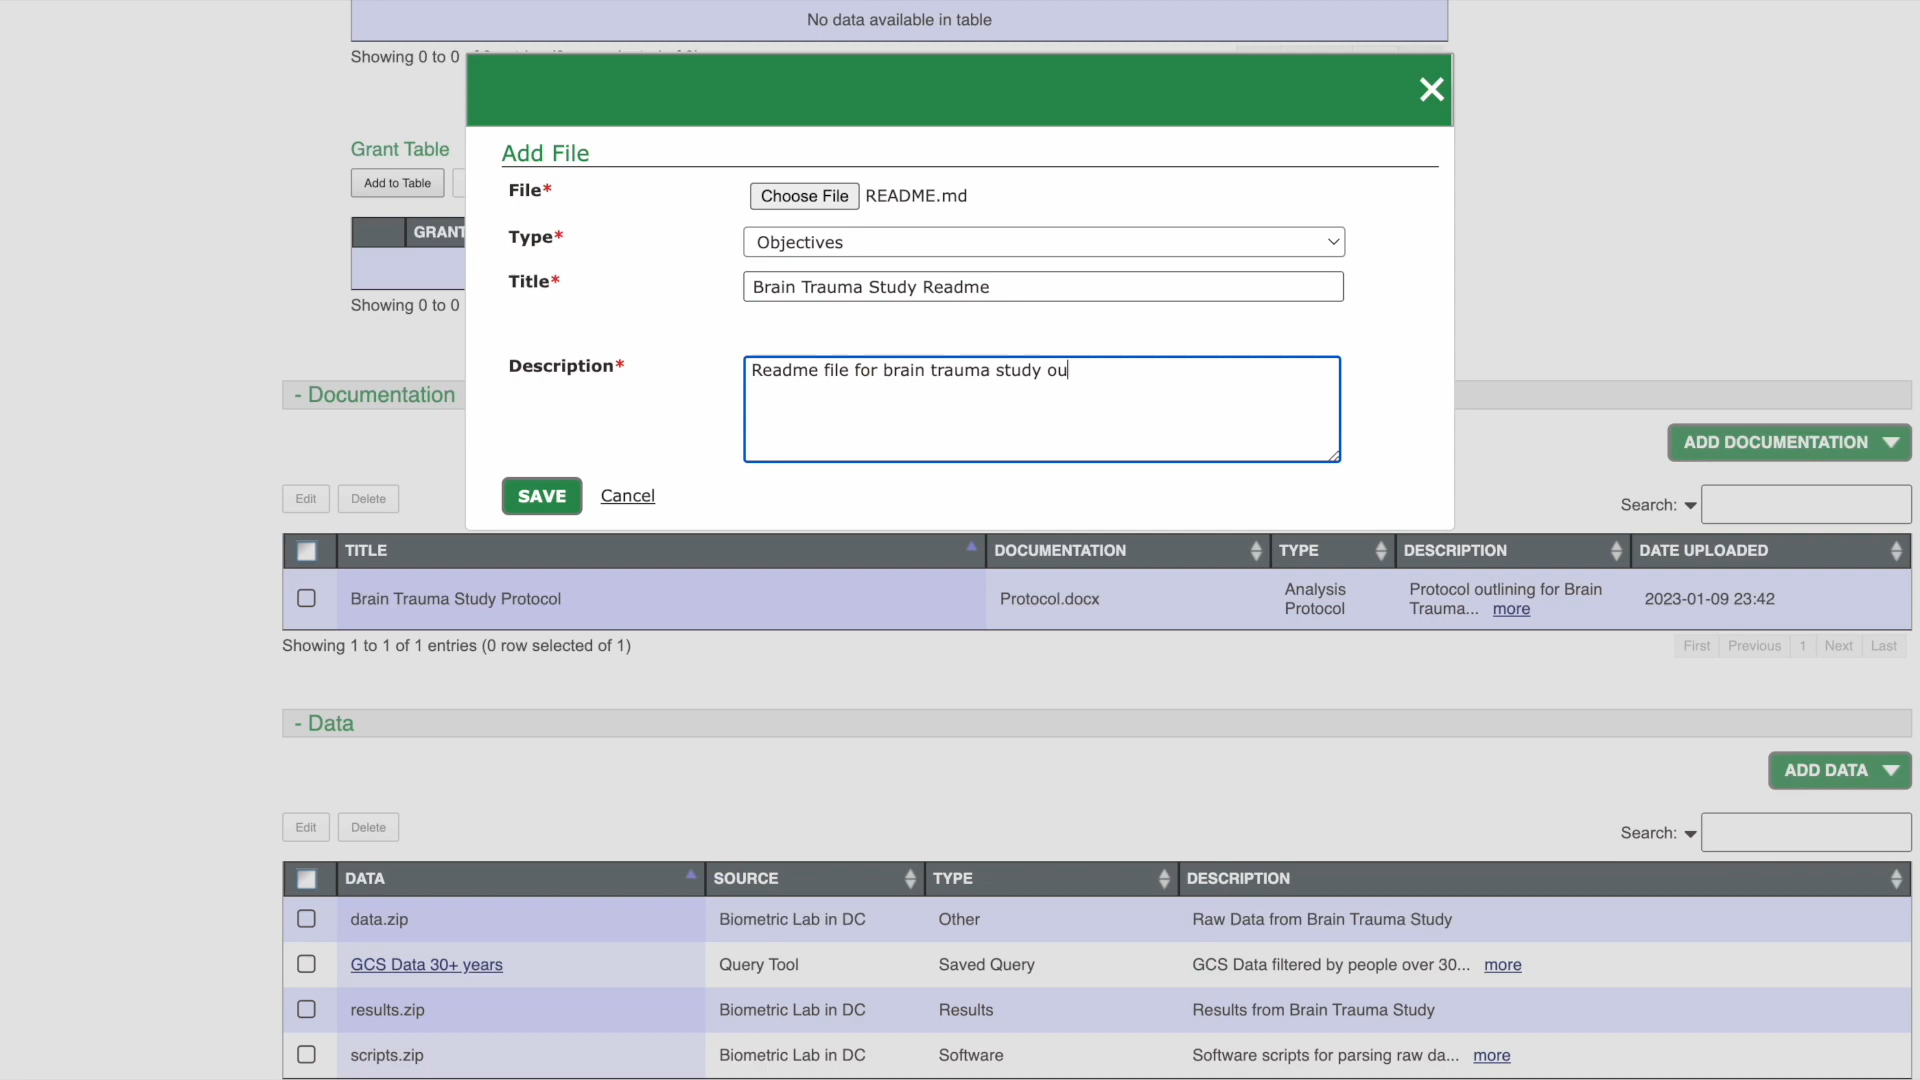 No data available in table
Showing 0 to 0
Grant Table
Add to Table
GRANT
Showing 0 to 0
Add File
File*
Choose File README.md
Type*
Objectives
Title*
Brain Trauma Study Readme
Description*
Readme file for brain trauma study ou
SAVE Cancel
- Documentation
ADD DOCUMENTATION
Edit Delete
Search:
TITLE DOCUMENTATION TYPE DESCRIPTION DATE UPLOADED
Brain Trauma Study Protocol Protocol.docx Analysis Protocol Protocol outlining for Brain Trauma... more 2023-01-09 23:42
Showing 1 to 1 of 1 entries (0 row selected of 1)
First Previous 1 Next Last
- Data
ADD DATA
Edit Delete
Search:
DATA SOURCE TYPE DESCRIPTION
data.zip Biometric Lab in DC Other Raw Data from Brain Trauma Study
GCS Data 30+ years Query Tool Saved Query GCS Data filtered by people over 30... more
results.zip Biometric Lab in DC Results Results from Brain Trauma Study
scripts.zip Biometric Lab in DC Software Software scripts for parsing raw da... more